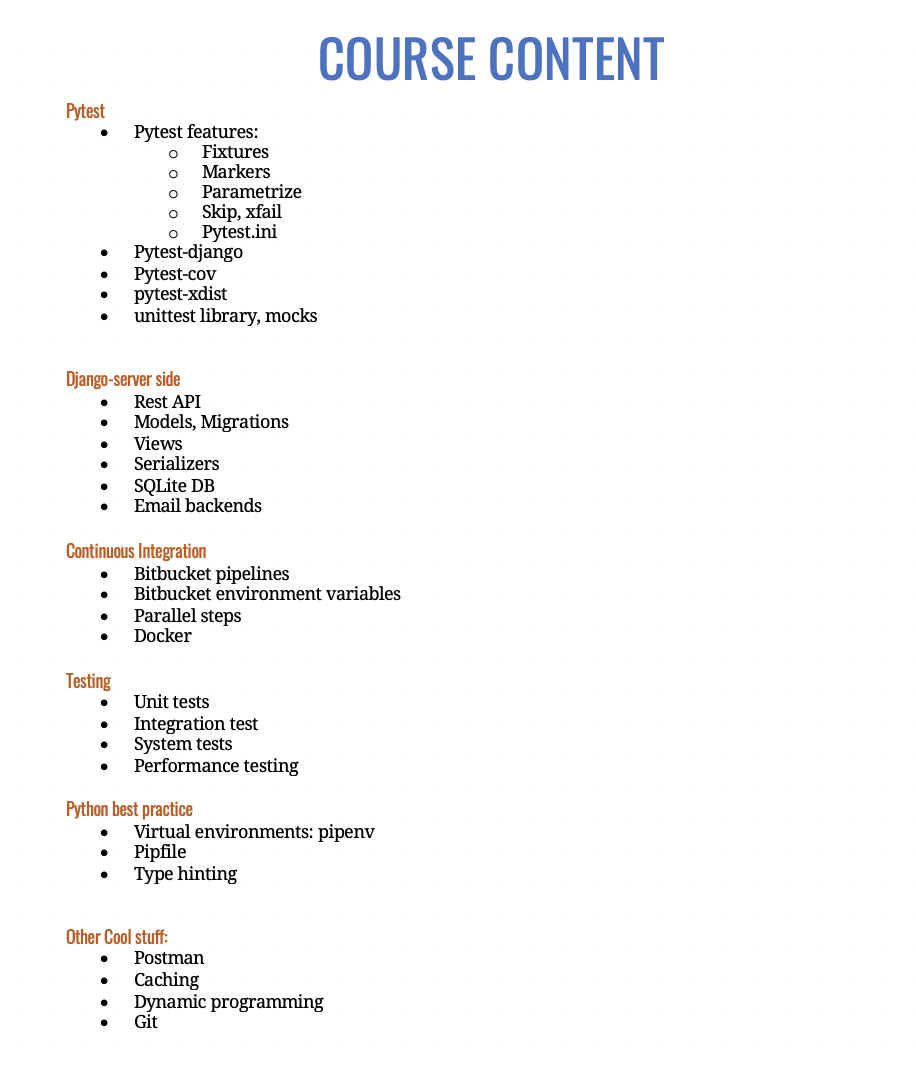 COURSE CONTENT
Pytest
• Pytest features:
o Fixtures
o Markers
o Parametrize
o Skip, xfail
o Pytest.ini
• Pytest-django
• Pytest-cov
• pytest-xdist
• unittest library, mocks
Django-server side
• Rest API
• Models, Migrations
• Views
• Serializers
• SQLite DB
• Email backends
Continuous Integration
• Bitbucket pipelines
• Bitbucket environment variables
• Parallel steps
• Docker
Testing
• Unit tests
• Integration test
• System tests
• Performance testing
Python best practice
• Virtual environments: pipenv
• Pipfile
• Type hinting
Other Cool stuff:
• Postman
• Caching
• Dynamic programming
• Git